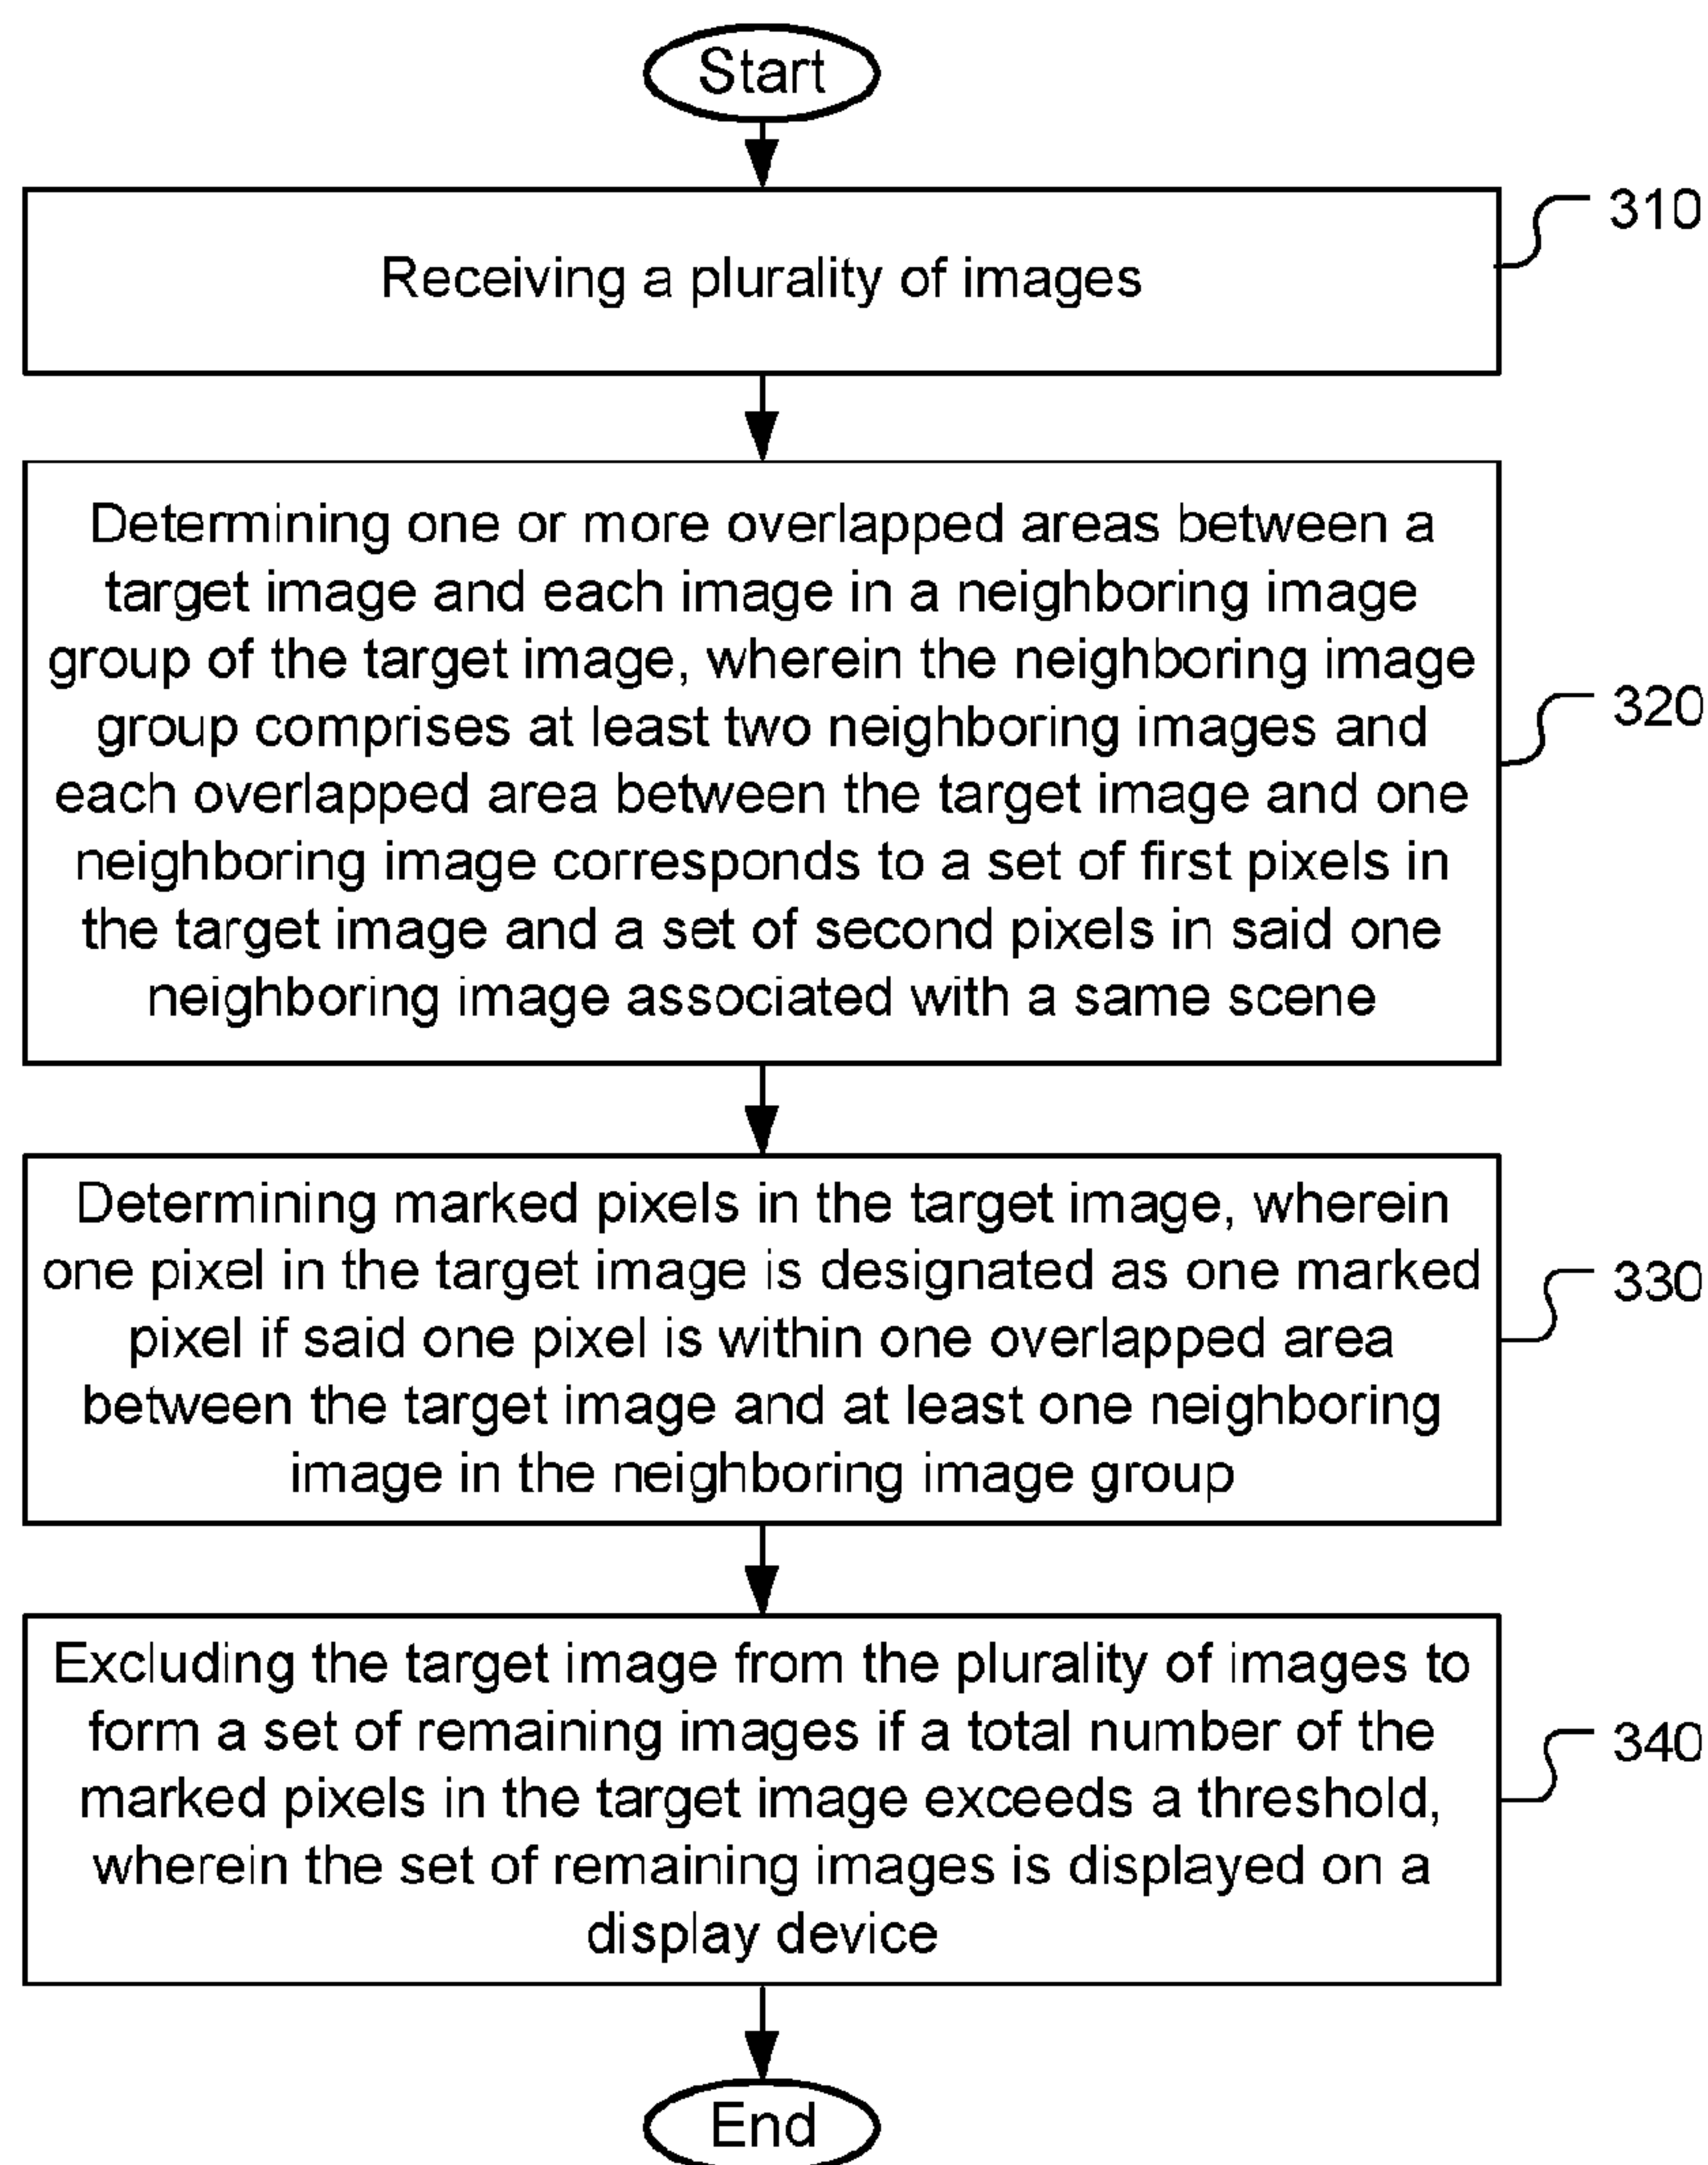 Start
310
Receiving a plurality of images
Determining one or more overlapped areas between a
target image and each image in a neighboring image
group of the target image, wherein the neighboring image
group comprises at least two neighboring images and
each overlapped area between the target image and one
neighboring image corresponds to a set of first pixels in
the target image and a set of second pixels in said one
neighboring image associated with a same scene
320
Determining marked pixels in the target image, wherein
one pixel in the target image is designated as one marked
pixel if said one pixel is within one overlapped area
between the target image and at least one neighboring
image in the neighboring image group
330
Excluding the target image from the plurality of images to
form a set of remaining images if a total number of the
marked pixels in the target image exceeds a threshold,
wherein the set of remaining images is displayed on a
display device
340
End